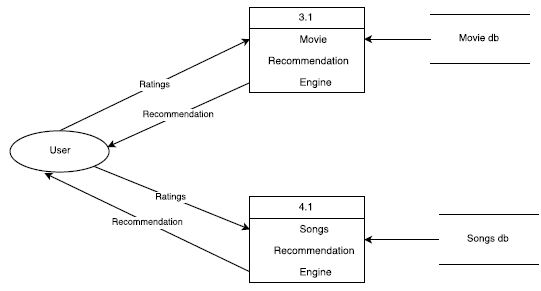 3.1
Movie
Recommendation
Engine
Movie db
Ratings
Recommendation
User
Ratings
Recommendation
4.1
Songs
Recommendation
Engine
Songs db